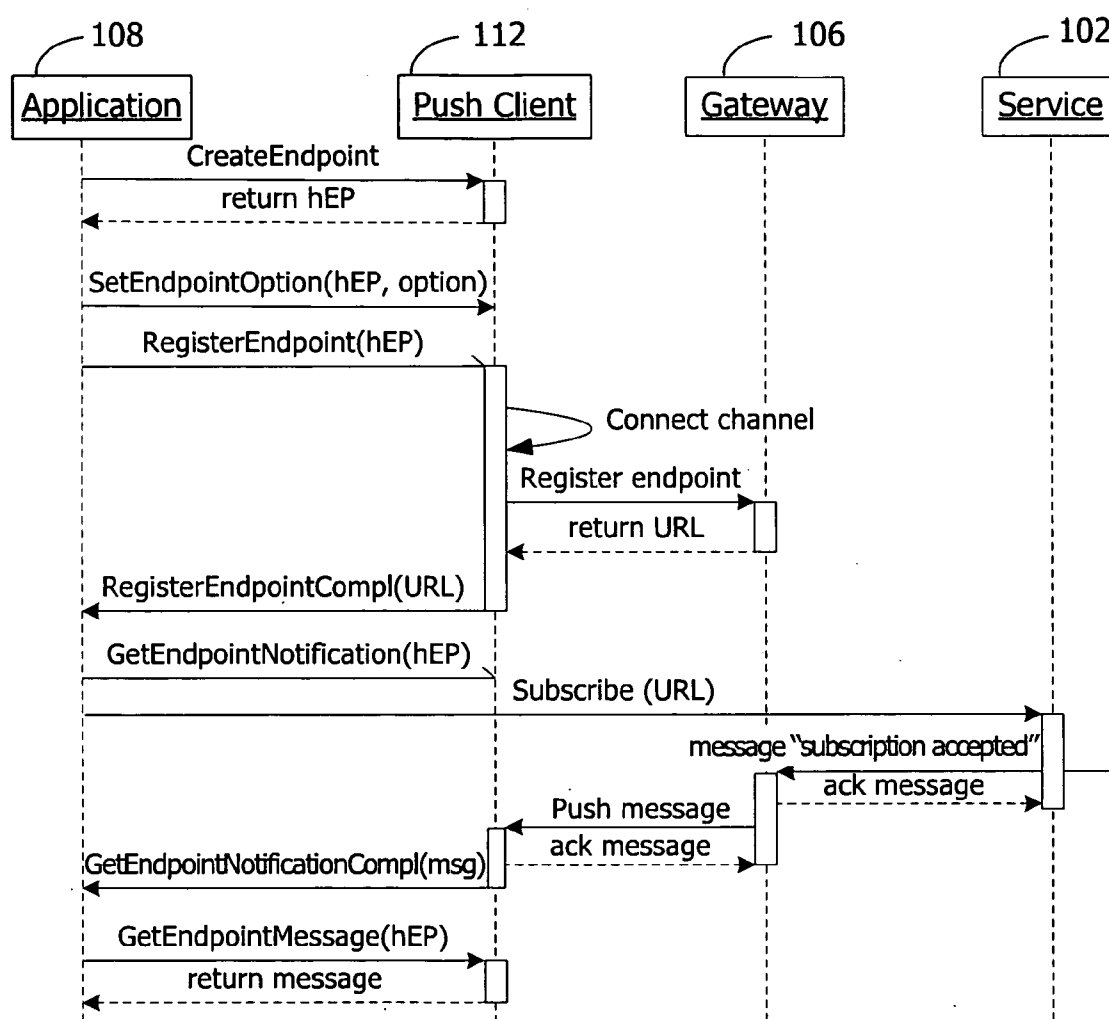 108
112
106
102
Application
Push Client
Gateway
Service
CreateEndpoint
return hEP
SetEndpointOption(hEP, option)
RegisterEndpoint(hEP)
Connect channel
Register endpoint
return URL
RegisterEndpointCompl(URL)
GetEndpointNotification(hEP)
Subscribe (URL)
message “subscription accepted”
ack message
Push message
ack message
GetEndpointNotificationCompl(msg)
GetEndpointMessage(hEP)
return message